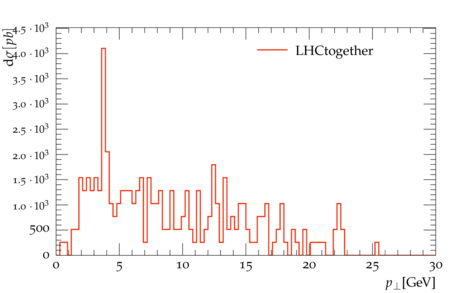 4.5 · 10³
4.0 · 10³
3.5 · 10³
3.0 · 10³
2.5 · 10³
2.0 · 10³
1.5 · 10³
1.0 · 10³
500
0
dσ[pb]
LHCtogether
0 5 10 15 20 25 30
p⊥[GeV]